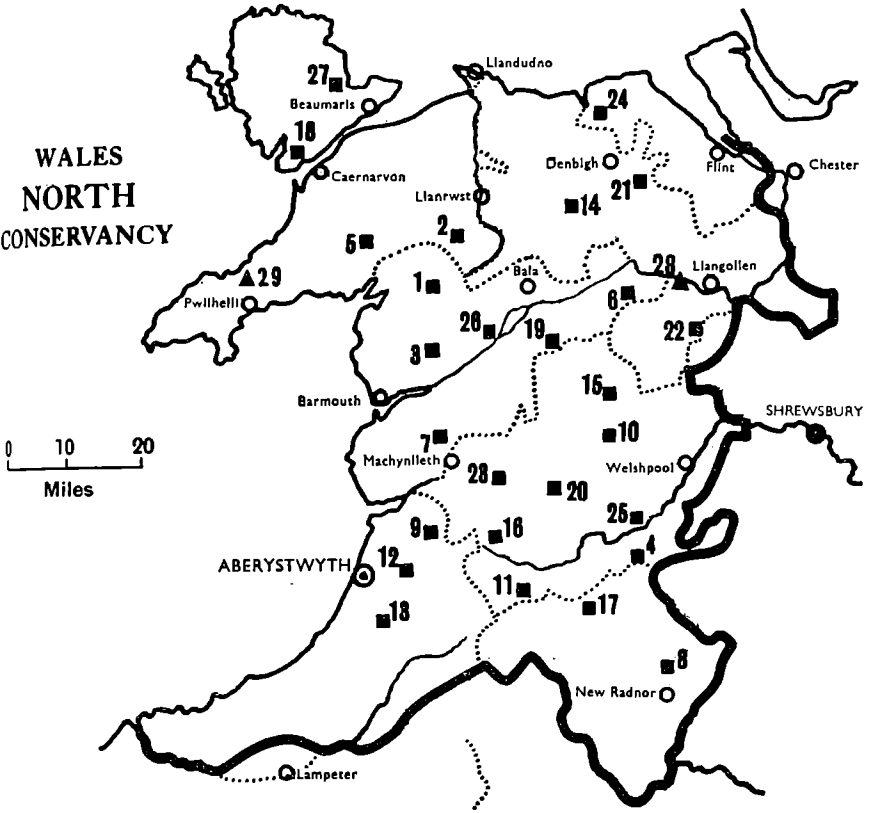 Llandudno
27
Beaumaris
24
18
WALES
NORTH
CONSERVANCY
Denbigh
Flint
Chester
Caernarvon
21
Llanrwst
14
5
2
29
28
Llangollen
Bala
1
6
Pwllhelli
26
19
22
3
15
Barmouth
SHREWSBURY
7
10
0 10 20
Miles
Machynlleth
Welshpool
23
20
25
9
16
4
ABERYSTWYTH
12
11
17
13
8
New Radnor
Lampeter